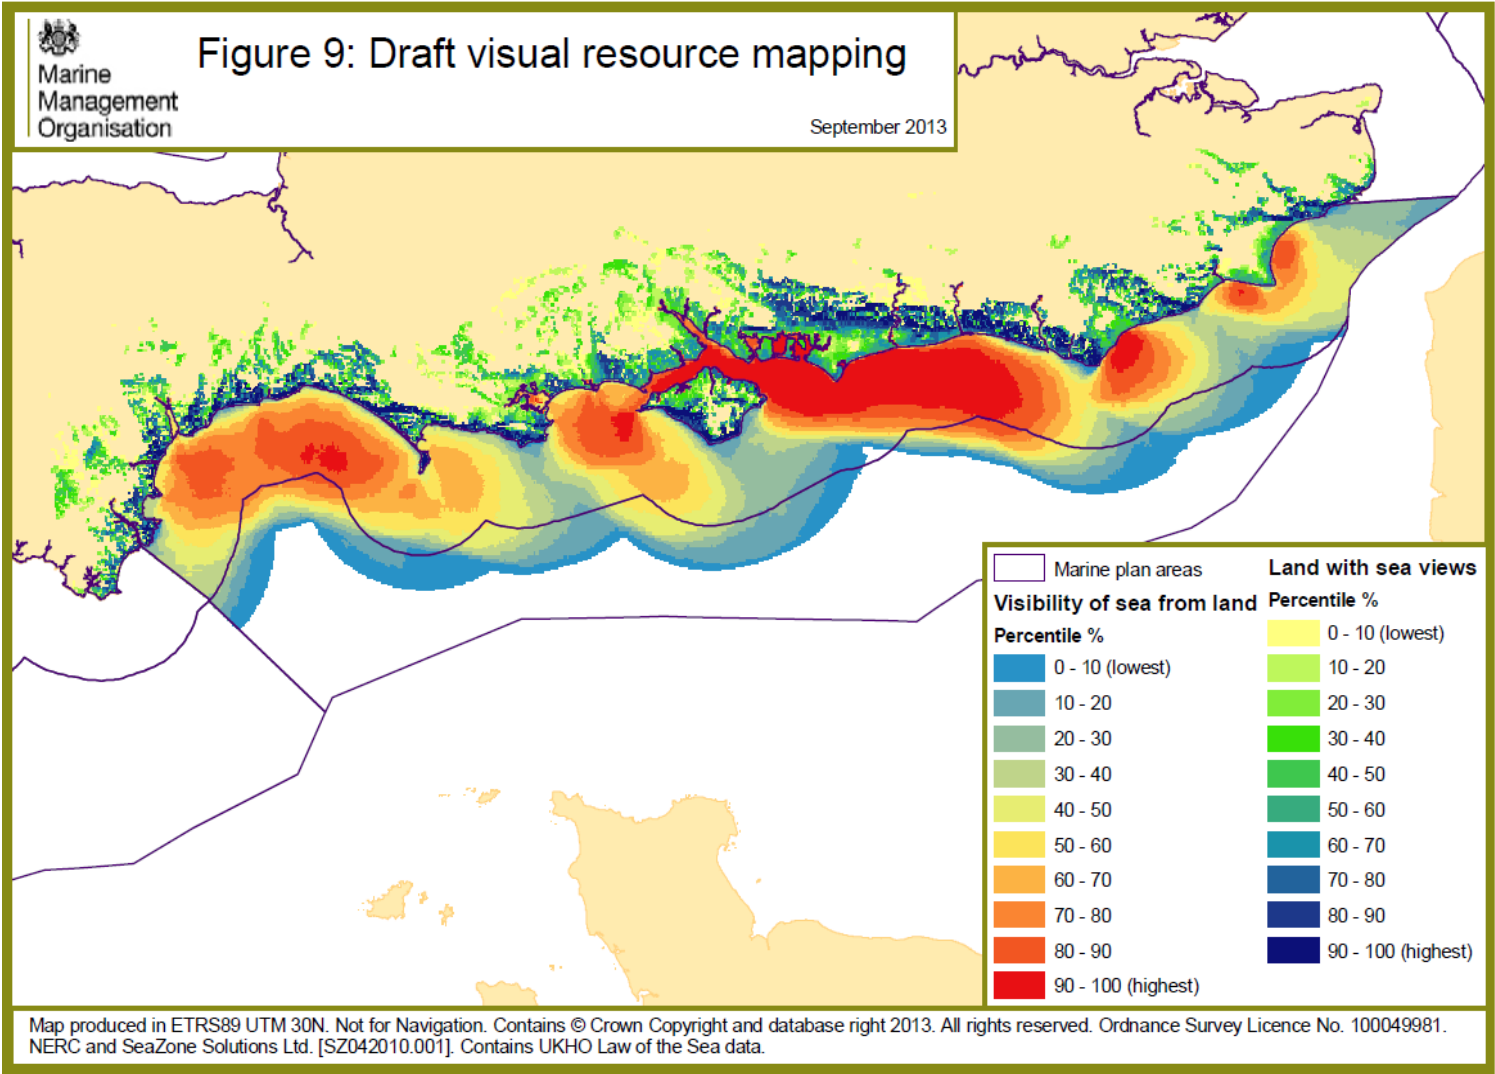 Marine
Management
Organisation
Figure 9: Draft visual resource mapping
September 2013
Marine plan areas
Visibility of sea from land
Percentile %
0 - 10 (lowest)
10 - 20
20 - 30
30 - 40
40 - 50
50 - 60
60 - 70
70 - 80
80 - 90
90 - 100 (highest)
Land with sea views
Percentile %
0 - 10 (lowest)
10 - 20
20 - 30
30 - 40
40 - 50
50 - 60
60 - 70
70 - 80
80 - 90
90 - 100 (highest)
Map produced in ETRS89 UTM 30N. Not for Navigation. Contains © Crown Copyright and database right 2013. All rights reserved. Ordnance Survey Licence No. 100049981.
NERC and SeaZone Solutions Ltd. [SZ042010.001]. Contains UKHO Law of the Sea data.